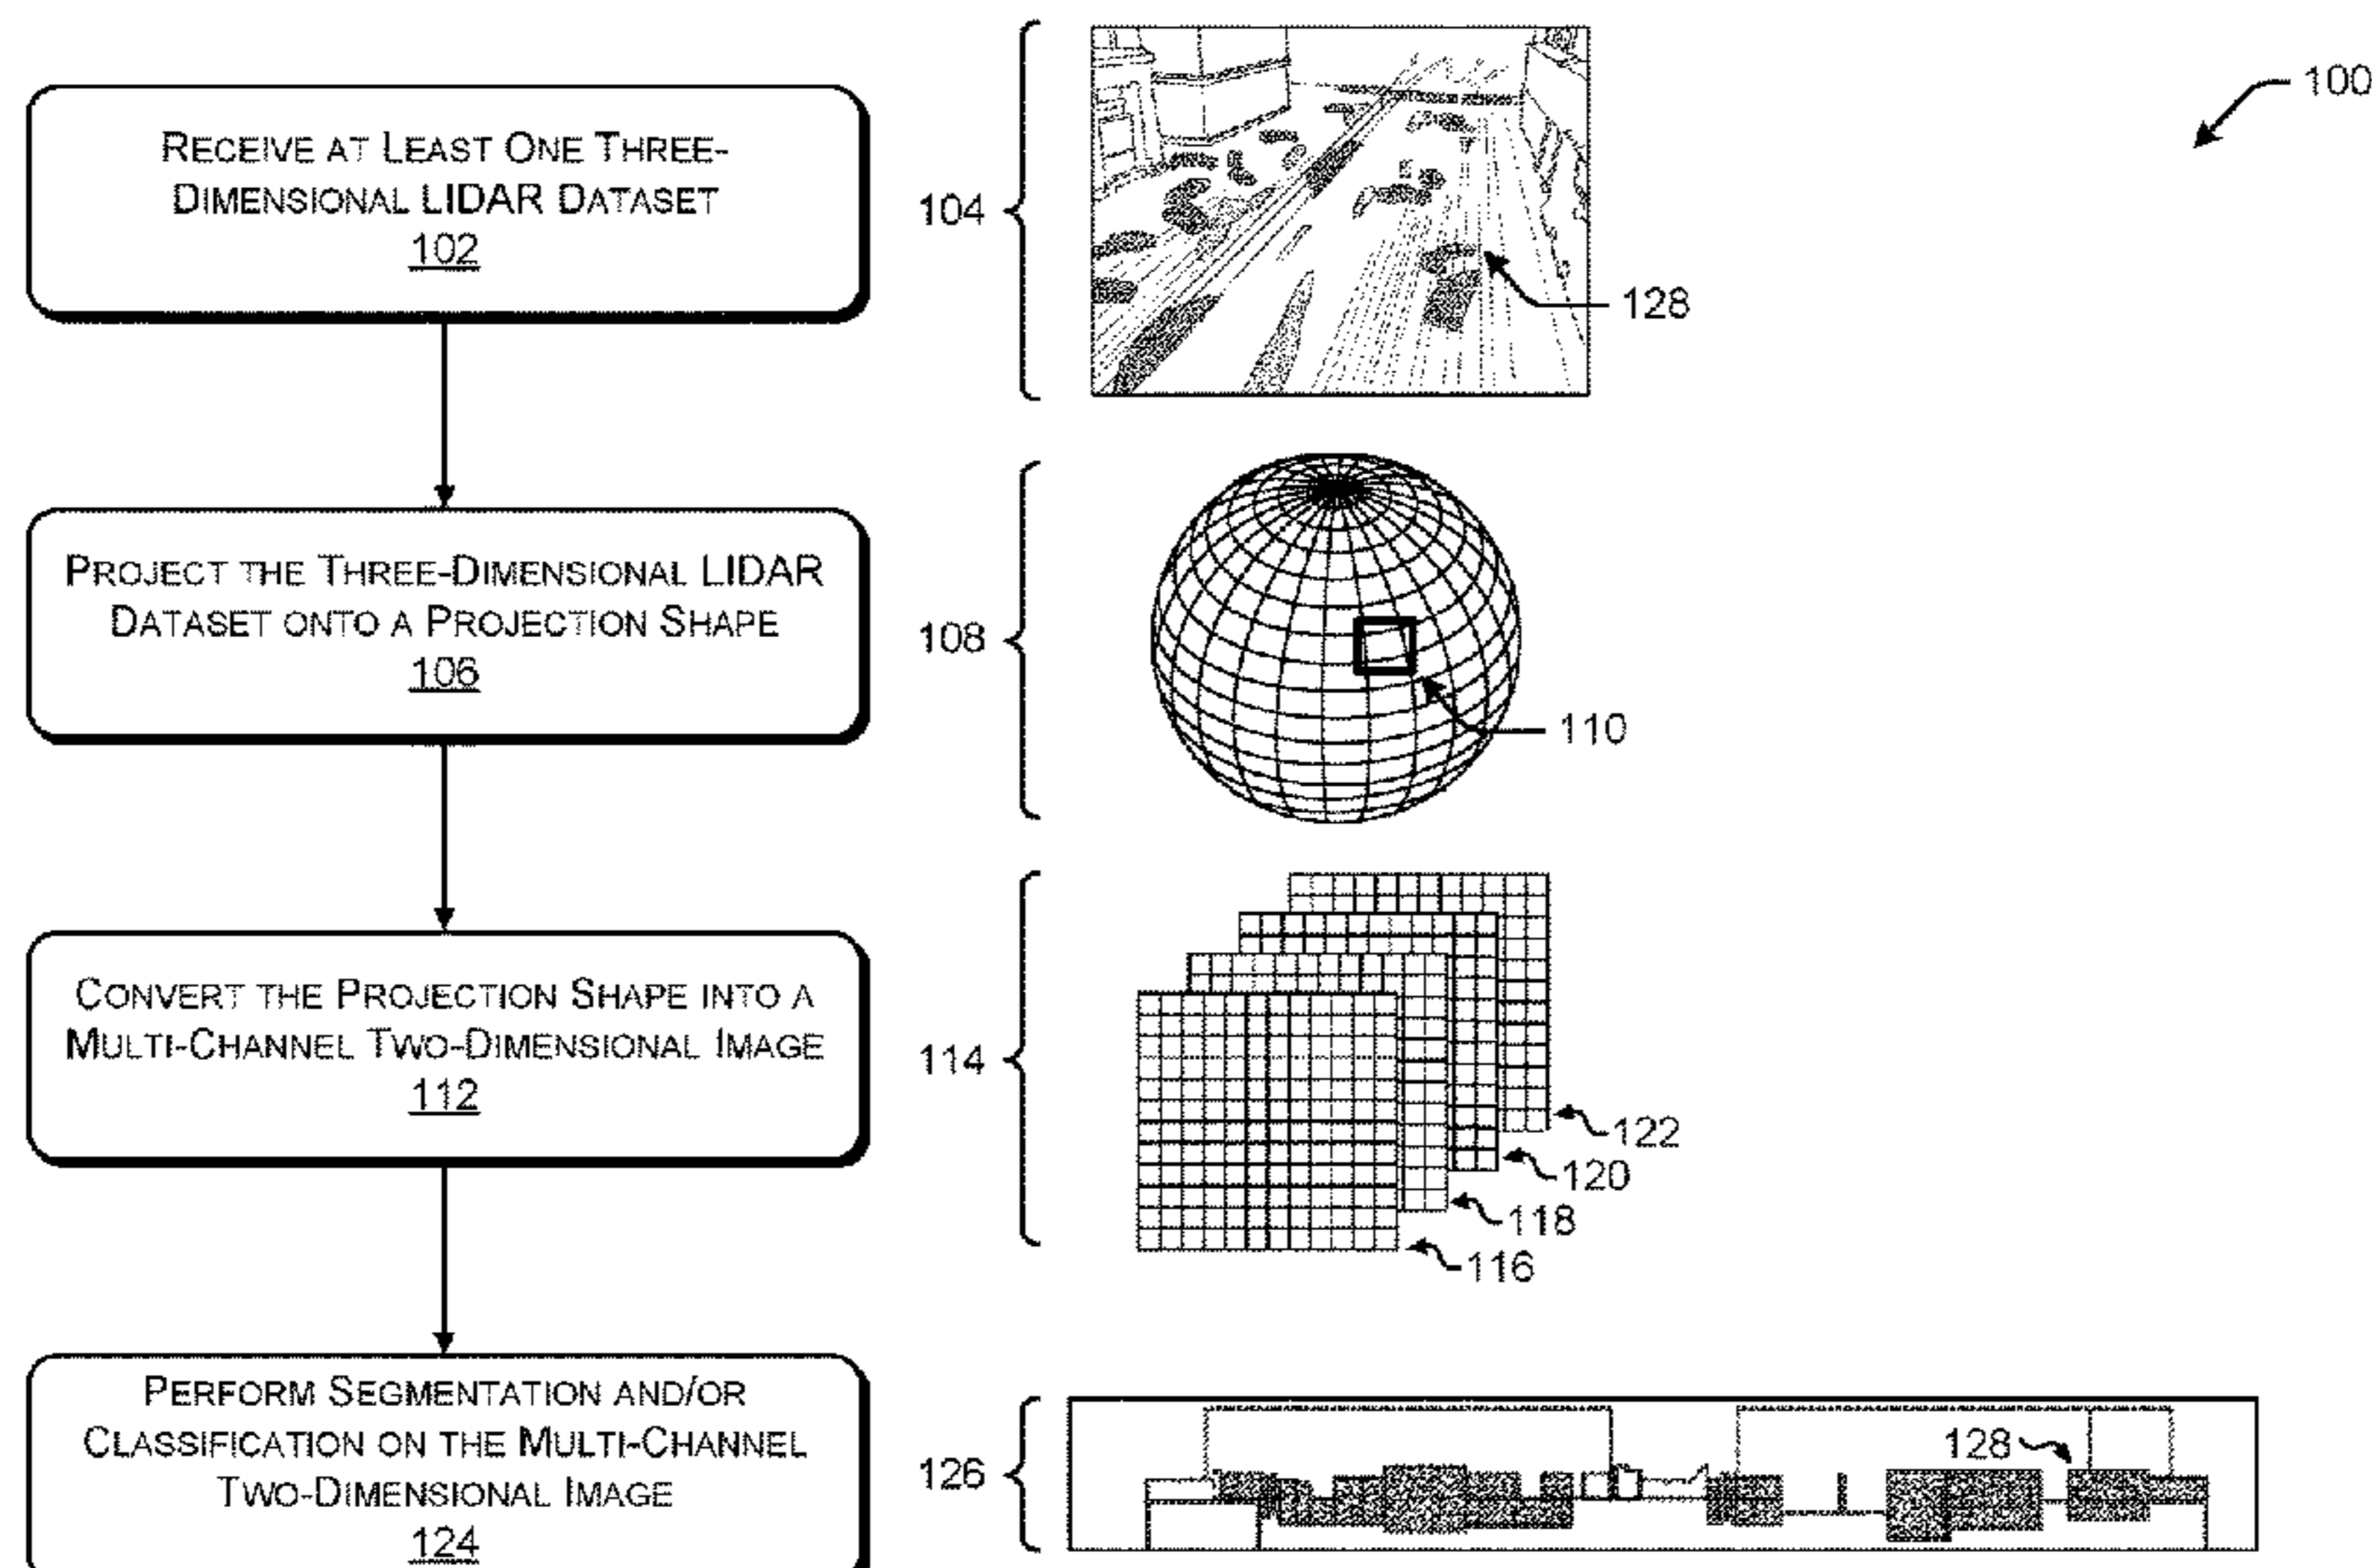 100
RECEIVE AT LEAST ONE THREE-
DIMENSIONAL LIDAR DATASET
102
104
128
PROJECT THE THREE-DIMENSIONAL LIDAR
DATASET ONTO A PROJECTION SHAPE
106
108
110
CONVERT THE PROJECTION SHAPE INTO A
MULTI-CHANNEL TWO-DIMENSIONAL IMAGE
112
114
122
120
118
116
PERFORM SEGMENTATION AND/OR
CLASSIFICATION ON THE MULTI-CHANNEL
TWO-DIMENSIONAL IMAGE
124
126
128